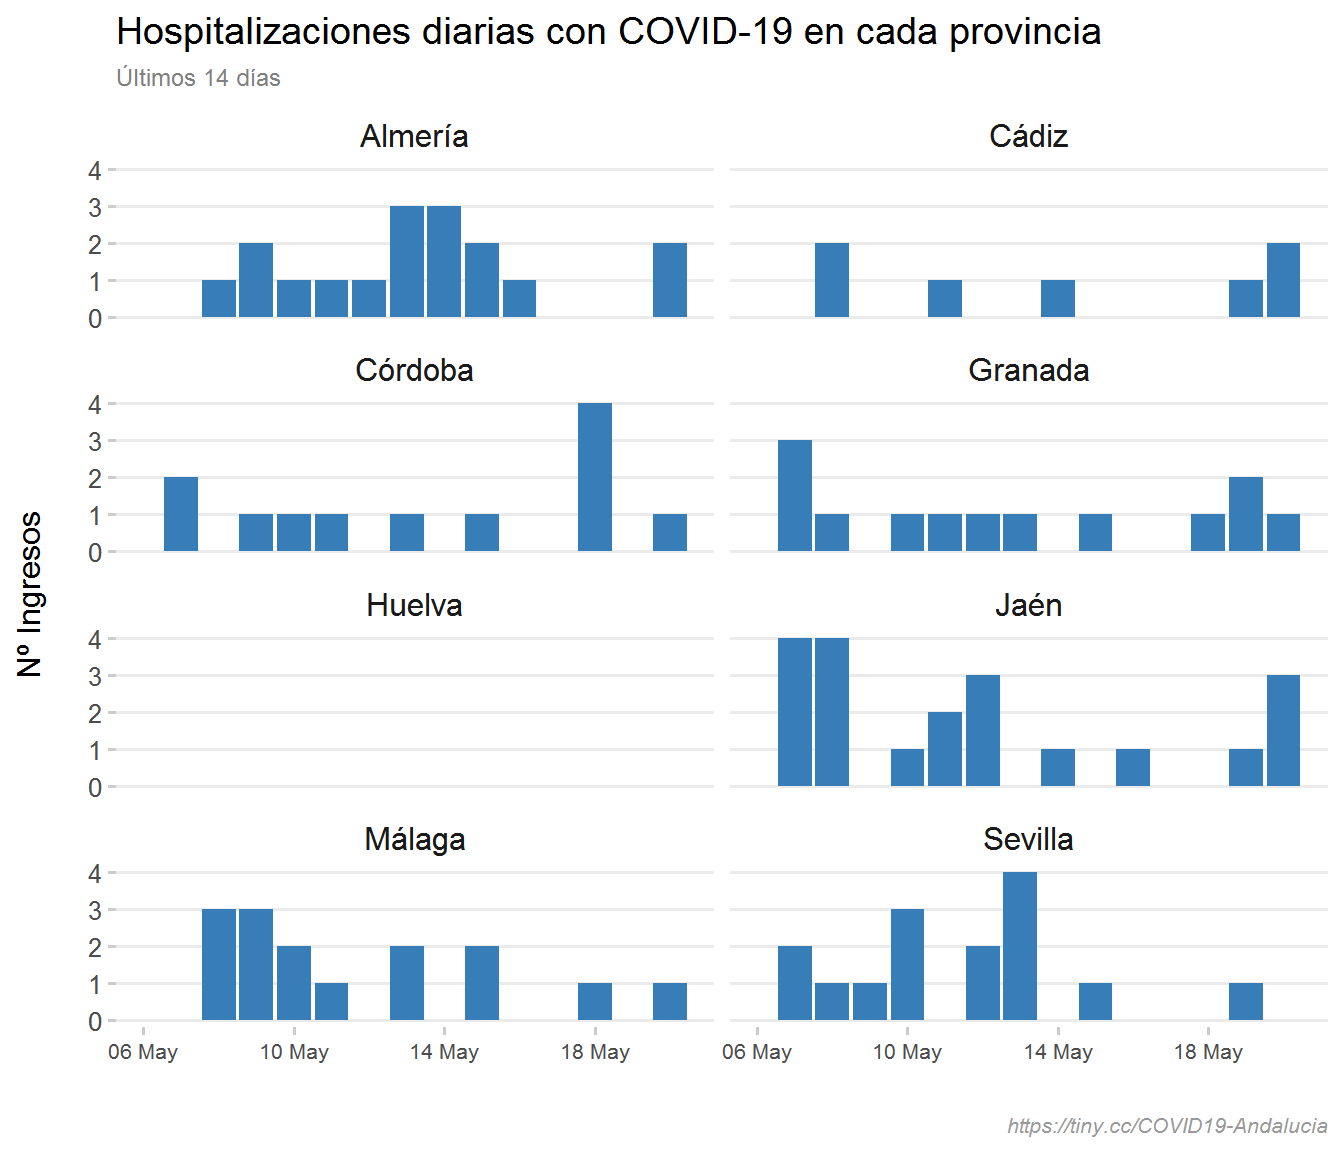 Hospitalizaciones diarias con COVID-19 en cada provincia
Últimos 14 días
Almería
Cádiz
4
3
2
1
0
Córdoba
Granada
4
3
2
1
0
Nº Ingresos
Huelva
Jaén
4
3
2
1
0
Málaga
Sevilla
4
3
2
1
0
06 May 10 May 14 May 18 May
06 May 10 May 14 May 18 May
https://tiny.cc/COVID19-Andalucia